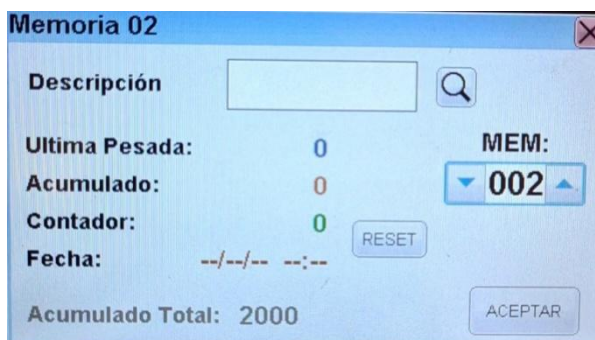 Memoria 02
Descripción
Ultima Pesada: 0
MEM:
Acumulado: 0
002
Contador: 0
RESET
Fecha: --/--/-- --:--
Acumulado Total: 2000
ACEPTAR